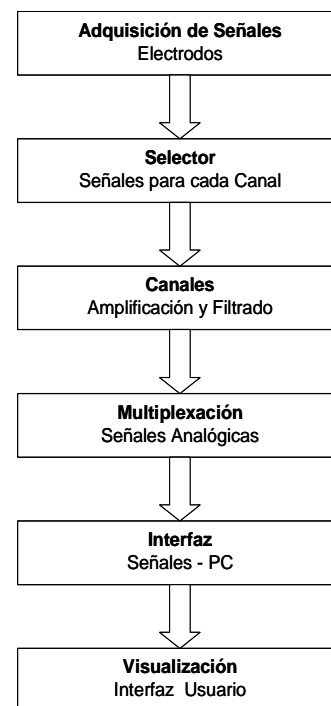 Adquisición de Señales
Electrodos
Selector
Señales para cada Canal
Canales
Amplificación y Filtrado
Multiplexación
Señales Analógicas
Interfaz
Señales - PC
Visualización
Interfaz Usuario